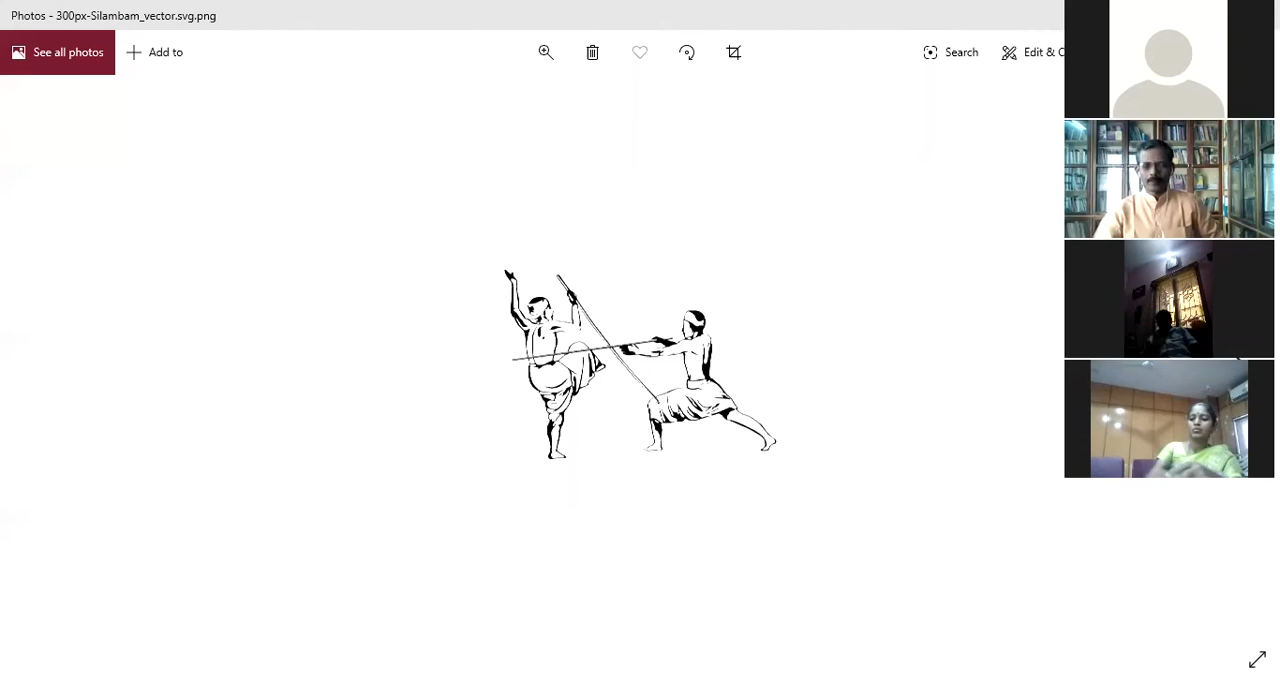 Photos - 300px-Silambam_vector.svg.png
See all photos
Add to
Search
Edit & C